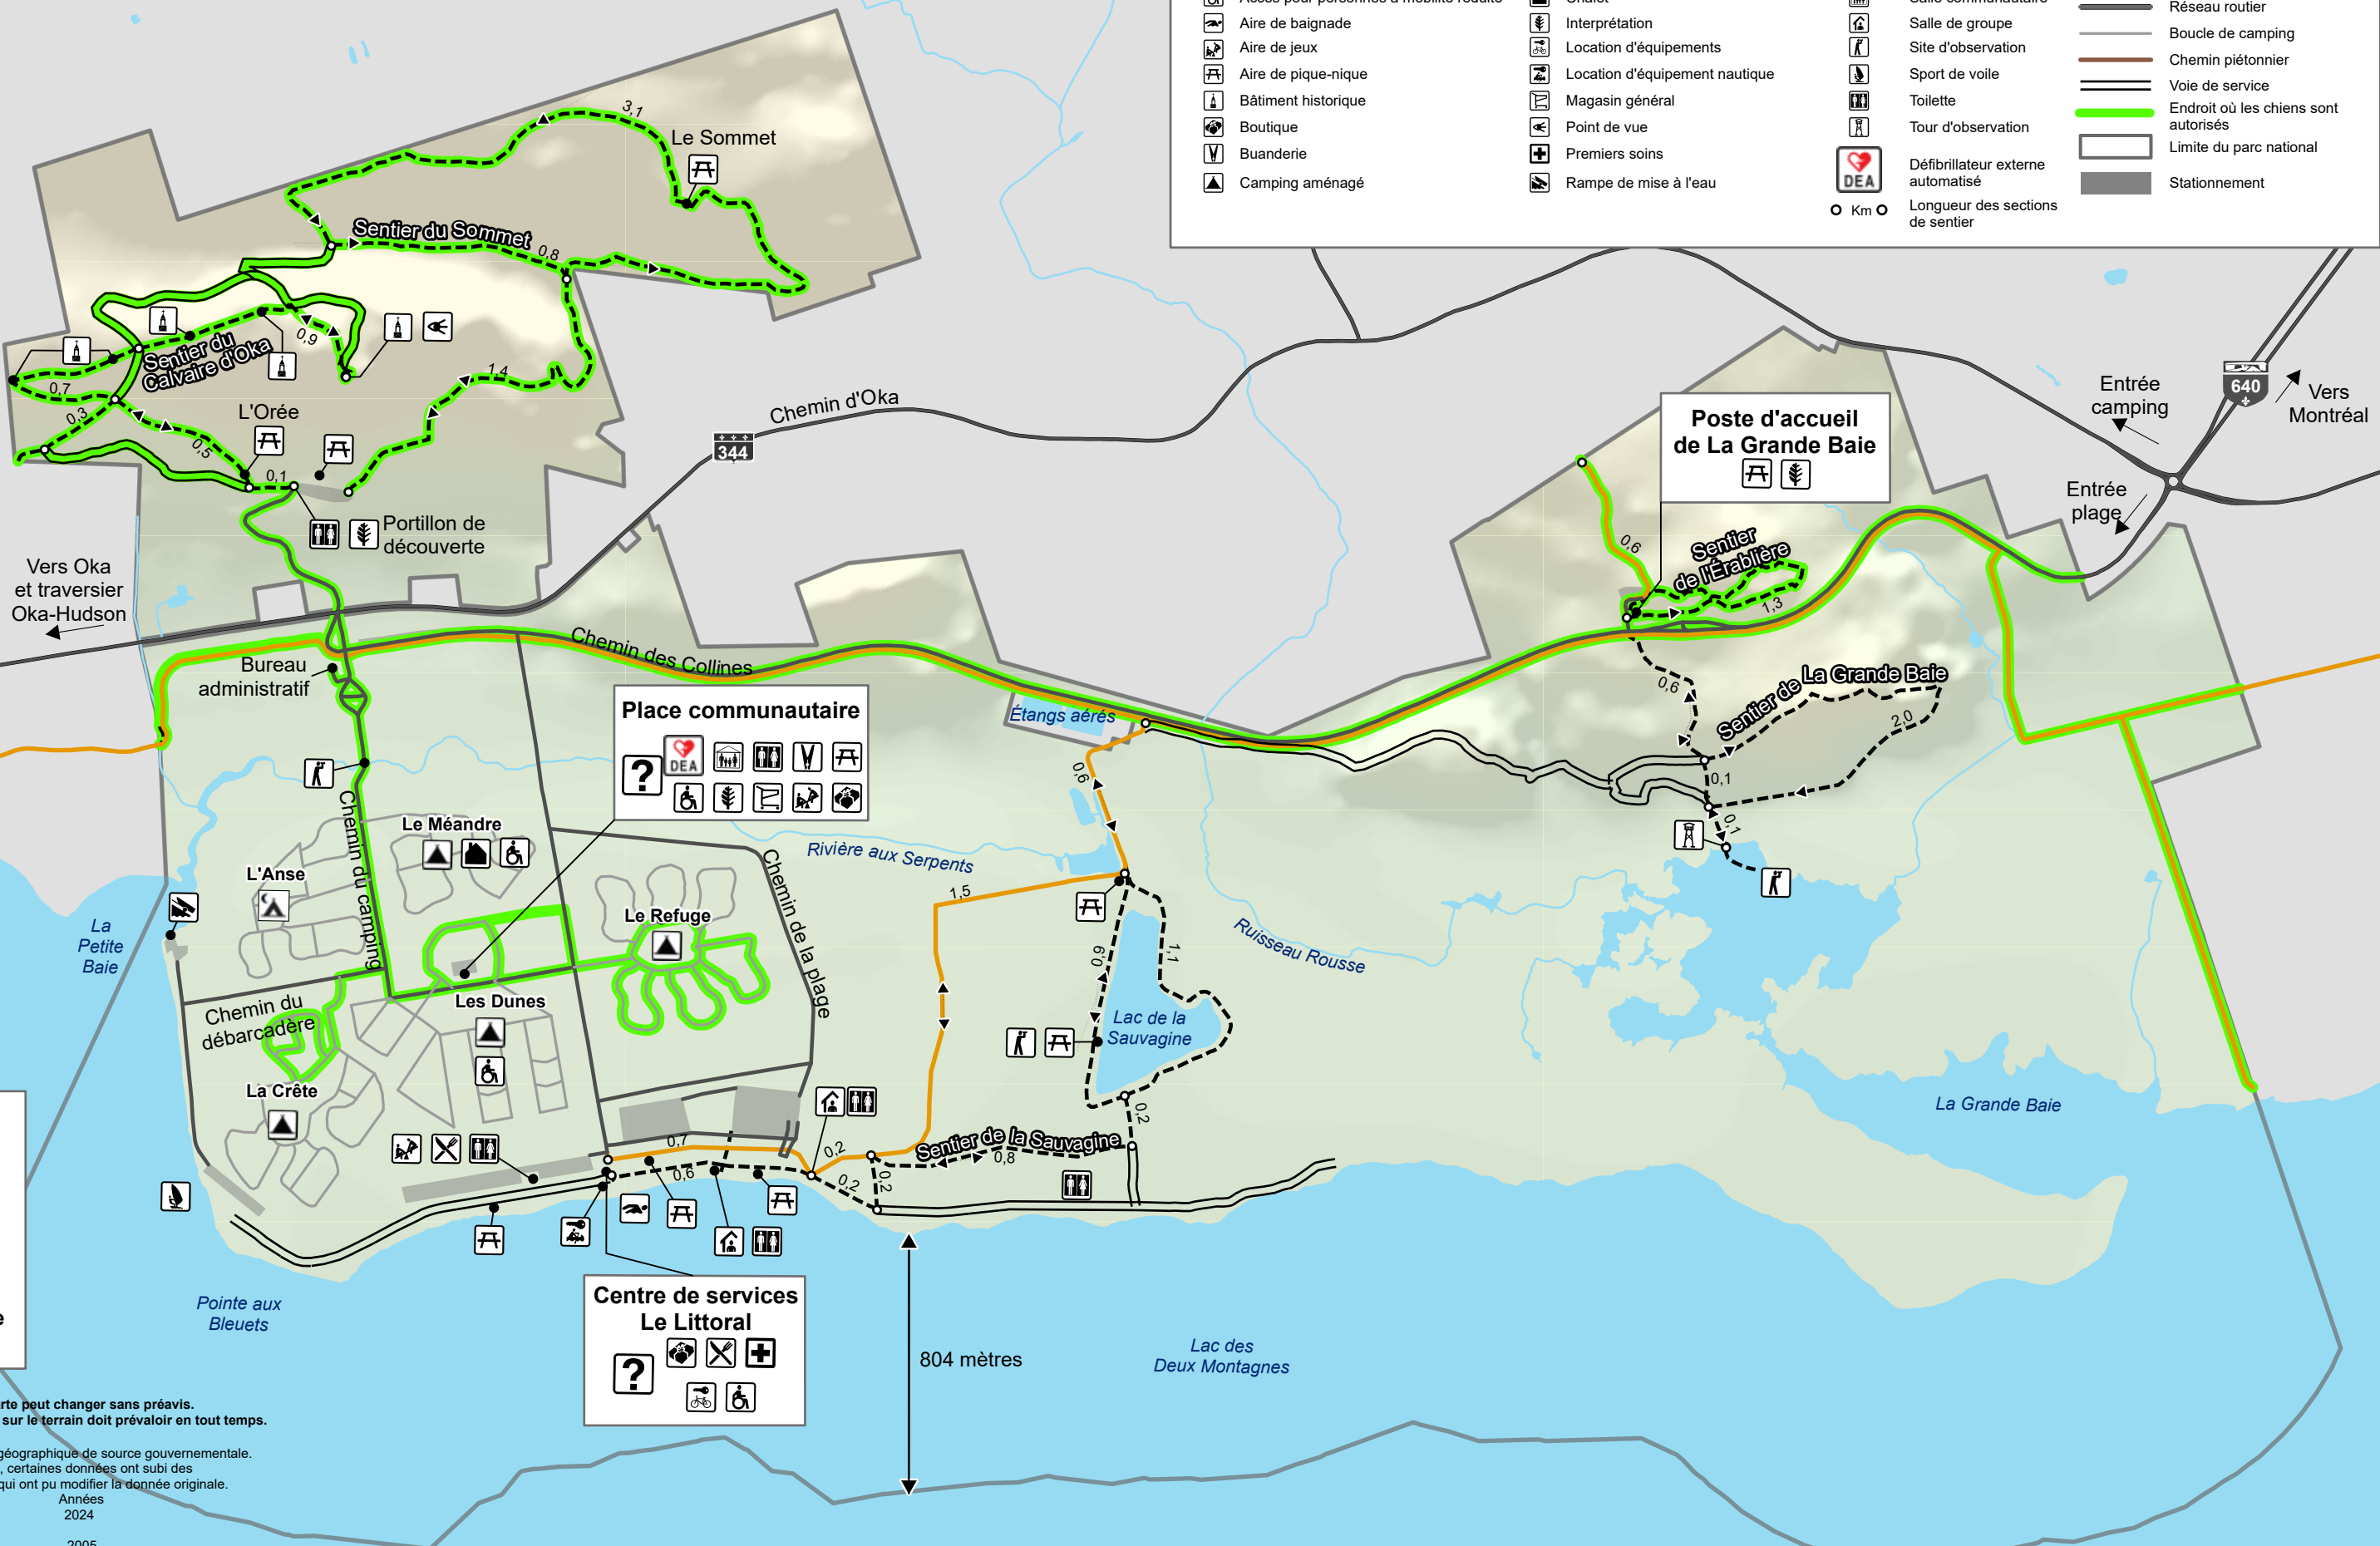 Aire de baignade
Aire de jeux
Aire de pique-nique
Bâtiment historique
Boutique
Buanderie
Camping aménagé
Chalet
Interprétation
Location d'équipements
Location d'équipement nautique
Magasin général
Point de vue
Premiers soins
Rampe de mise à l'eau
Salle communautaire
Salle de groupe
Site d'observation
Sport de voile
Toilette
Tour d'observation
DEA
Défibrillateur externe
automatisé
Km
Longueur des sections
de sentier
Réseau routier
Boucle de camping
Chemin piétonnier
Voie de service
Endroit où les chiens sont
autorisés
Limite du parc national
Stationnement
3,1
Le Sommet
Sentier du Sommet
0,8
0,9
Sentier du
Calvaire d'Oka
0,7
0,3
1,4
L'Orée
0,5
0,1
Portillon de
découverte
Chemin d'Oka
344
Vers Oka
et traversier
Oka-Hudson
Bureau
administratif
Chemin des Collines
Entrée
camping
640
Vers
Montréal
Entrée
plage
Poste d'accueil
de La Grande Baie
0,6
Sentier
de l'Érablière
1,3
0,6
Sentier de La Grande Baie
2,0
0,1
0,1
Place communautaire
?
DEA
Étangs aérés
0,6
Rivière aux Serpents
1,5
Ruisseau Rousse
Chemin du camping
Le Méandre
L'Anse
Le Refuge
Chemin de la plage
La
Petite
Baie
Chemin du
débarcadère
Les Dunes
La Crête
0,9
1,1
Lac de la
Sauvagine
0,2
Sentier de la Sauvagine
0,8
0,2
0,2
0,2
0,7
0,6
La Grande Baie
Pointe aux
Bleuets
Centre de services
Le Littoral
?
804 mètres
Lac des
Deux Montagnes
peut changer sans préavis.
sur le terrain doit prévaloir en tout temps.
géographique de source gouvernementale.
, certaines données ont subi des
qui ont pu modifier la donnée originale.
Années
2024
2005